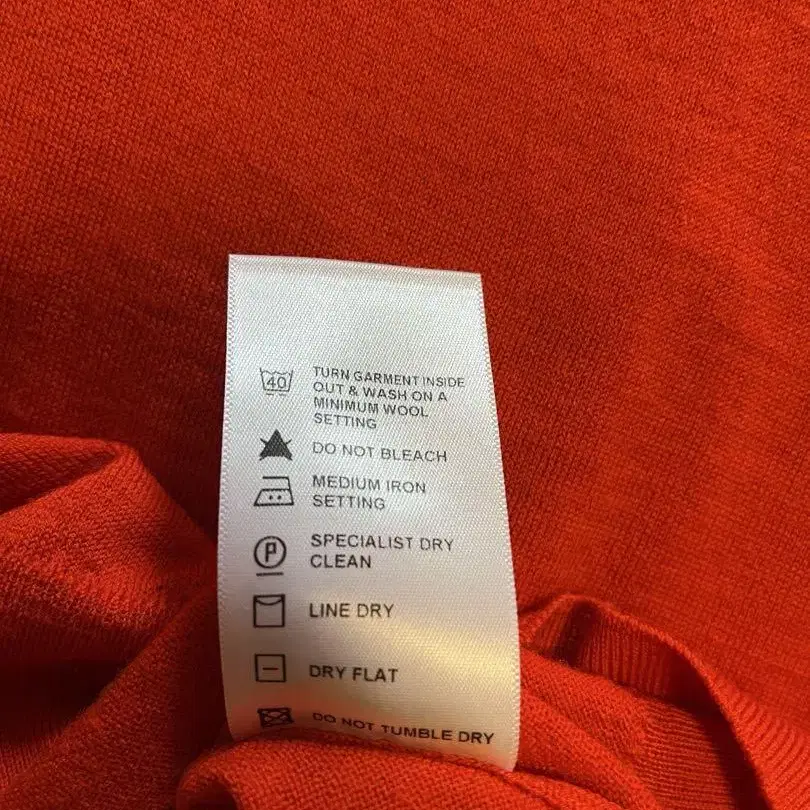 40
TURN GARMENT INSIDE
OUT & WASH ON A
MINIMUM WOOL
SETTING
DO NOT BLEACH
MEDIUM IRON
SETTING
P
SPECIALIST DRY
CLEAN
LINE DRY
DRY FLAT
DO NOT TUMBLE DRY